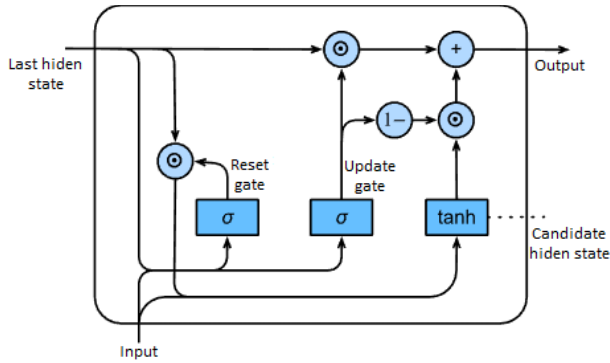 Last hiden
state
Output
+
1−
Reset
gate
Update
gate
σ
σ
tanh
Candidate
hiden state
Input